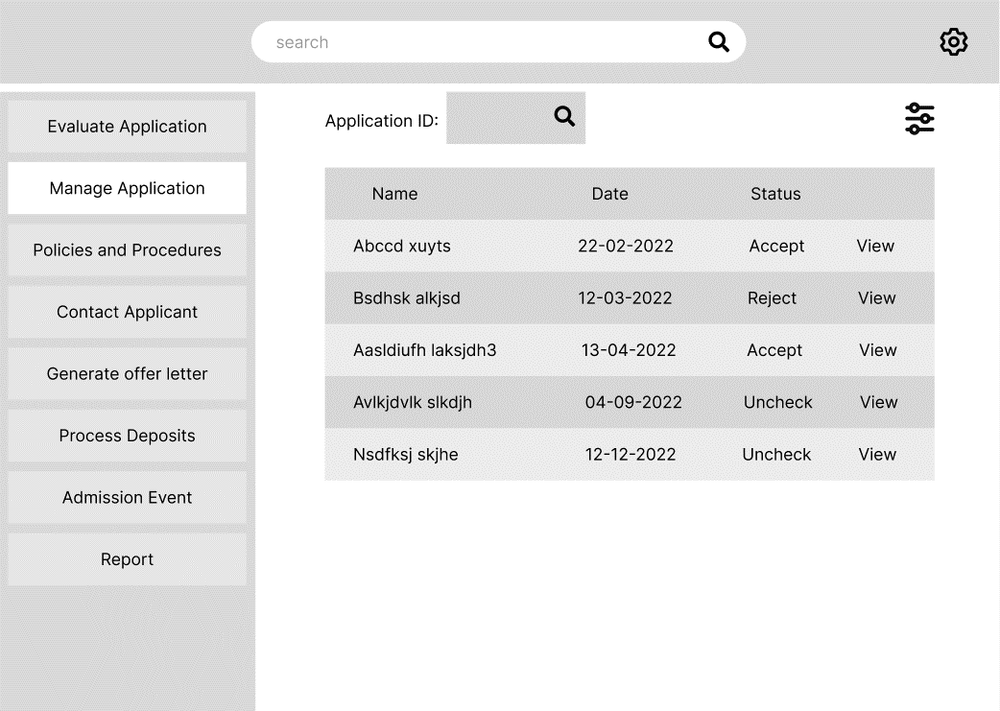 search
Evaluate Application
Manage Application
Policies and Procedures
Contact Applicant
Generate offer letter
Process Deposits
Admission Event
Report
Application ID:
Name Date Status
Abccd xuyts 22-02-2022 Accept View
Bsdhsk alkjsd 12-03-2022 Reject View
Aasldiufh laksjdh3 13-04-2022 Accept View
Avlkjdvlk slkdjh 04-09-2022 Uncheck View
Nsdfksj skjhe 12-12-2022 Uncheck View